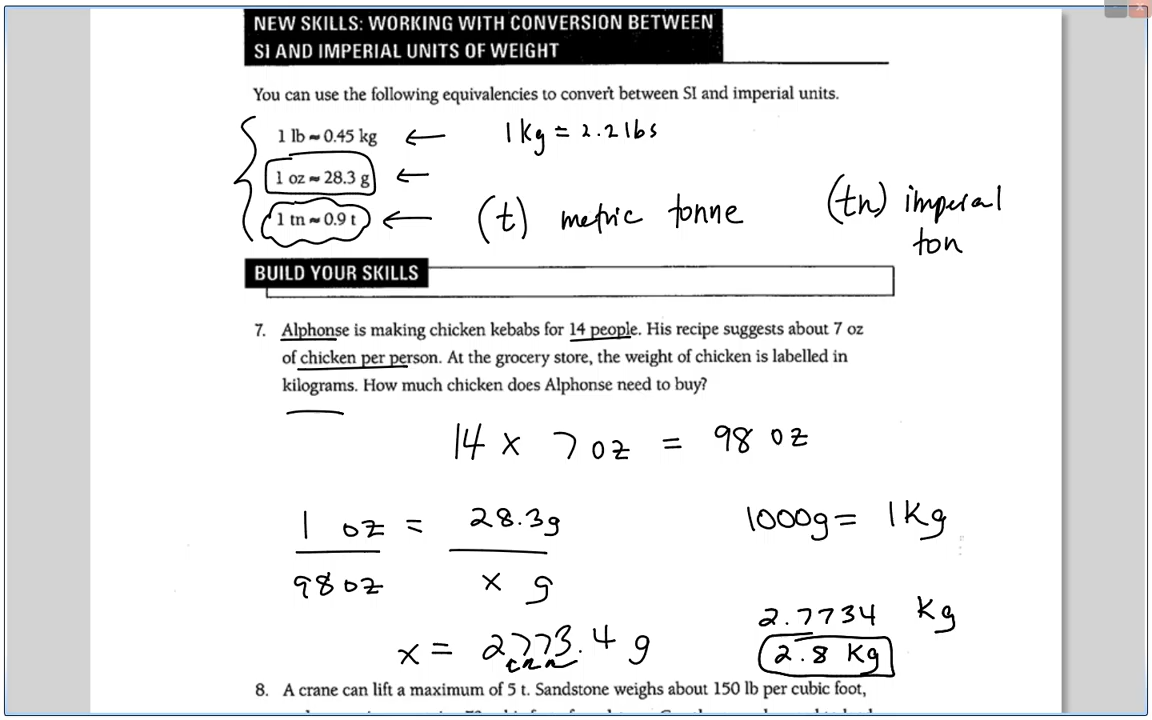 NEW SKILLS: WORKING WITH CONVERSION BETWEEN
SI AND IMPERIAL UNITS OF WEIGHT
You can use the following equivalencies to convert between SI and imperial units.
1 lb ≈ 0.45 kg ← 1 kg = 2.2 lbs
1 oz ≈ 28.3 g ←
1 tn ≈ 0.9 t ← (t) metric tonne (tn) imperial
ton
BUILD YOUR SKILLS
7. Alphonse is making chicken kebabs for 14 people. His recipe suggests about 7 oz
of chicken per person. At the grocery store, the weight of chicken is labelled in
kilograms. How much chicken does Alphonse need to buy?
14 x 7 oz = 98 oz
1 oz = 28.3g 1000g = 1 Kg
98 oz x g
2.7734 Kg
x = 2773.4 g 2.8 Kg
8. A crane can lift a maximum of 5 t. Sandstone weighs about 150 lb per cubic foot,